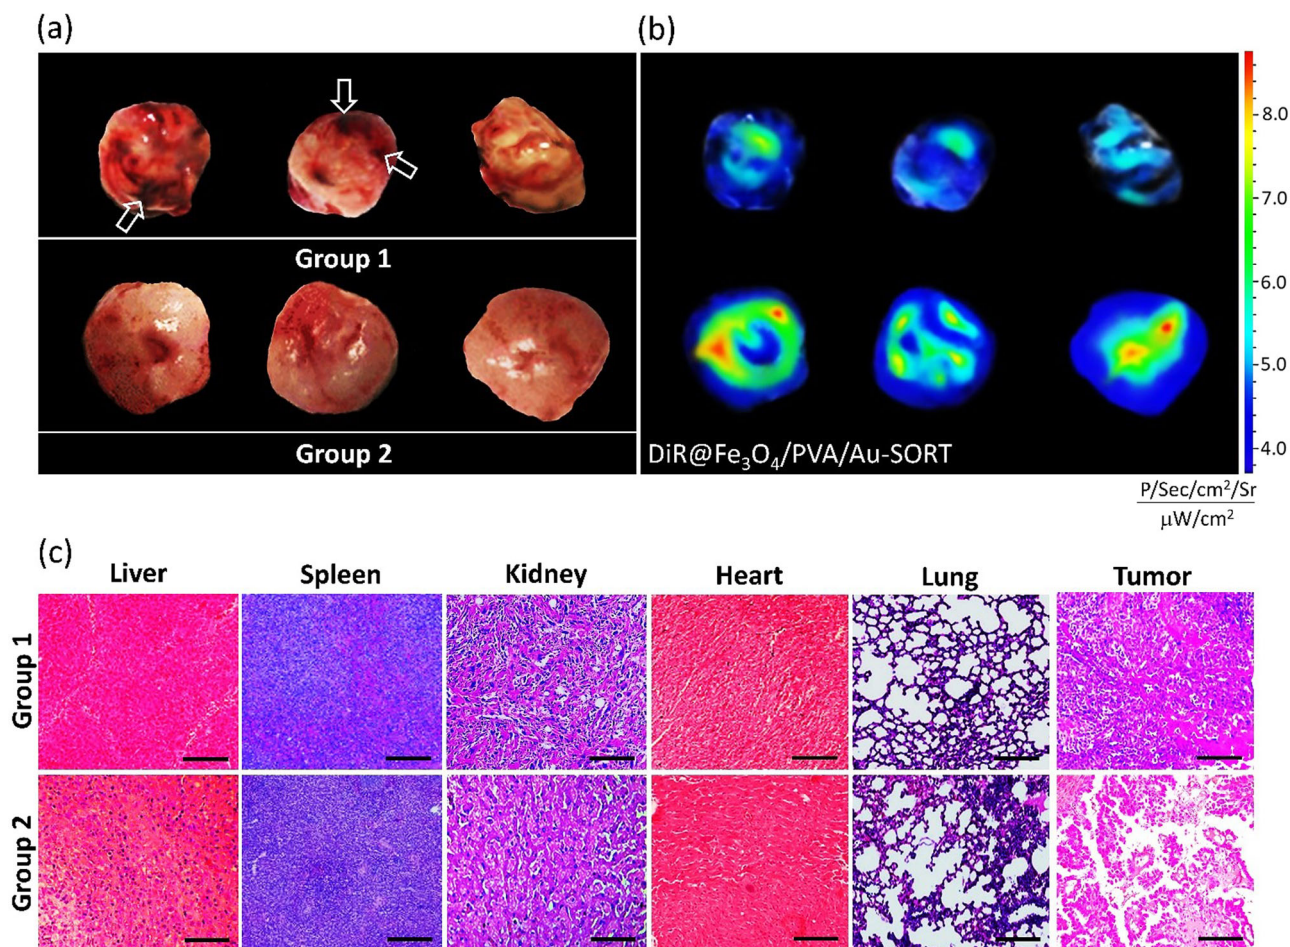 (a)
(b)
Group 1
Group 2
DiR@Fe₃O₄/PVA/Au-SORT
8.0
7.0
6.0
5.0
4.0
P/Sec/cm²/Sr
μW/cm²
(c)
Liver Spleen Kidney Heart Lung Tumor
Group 1
Group 2